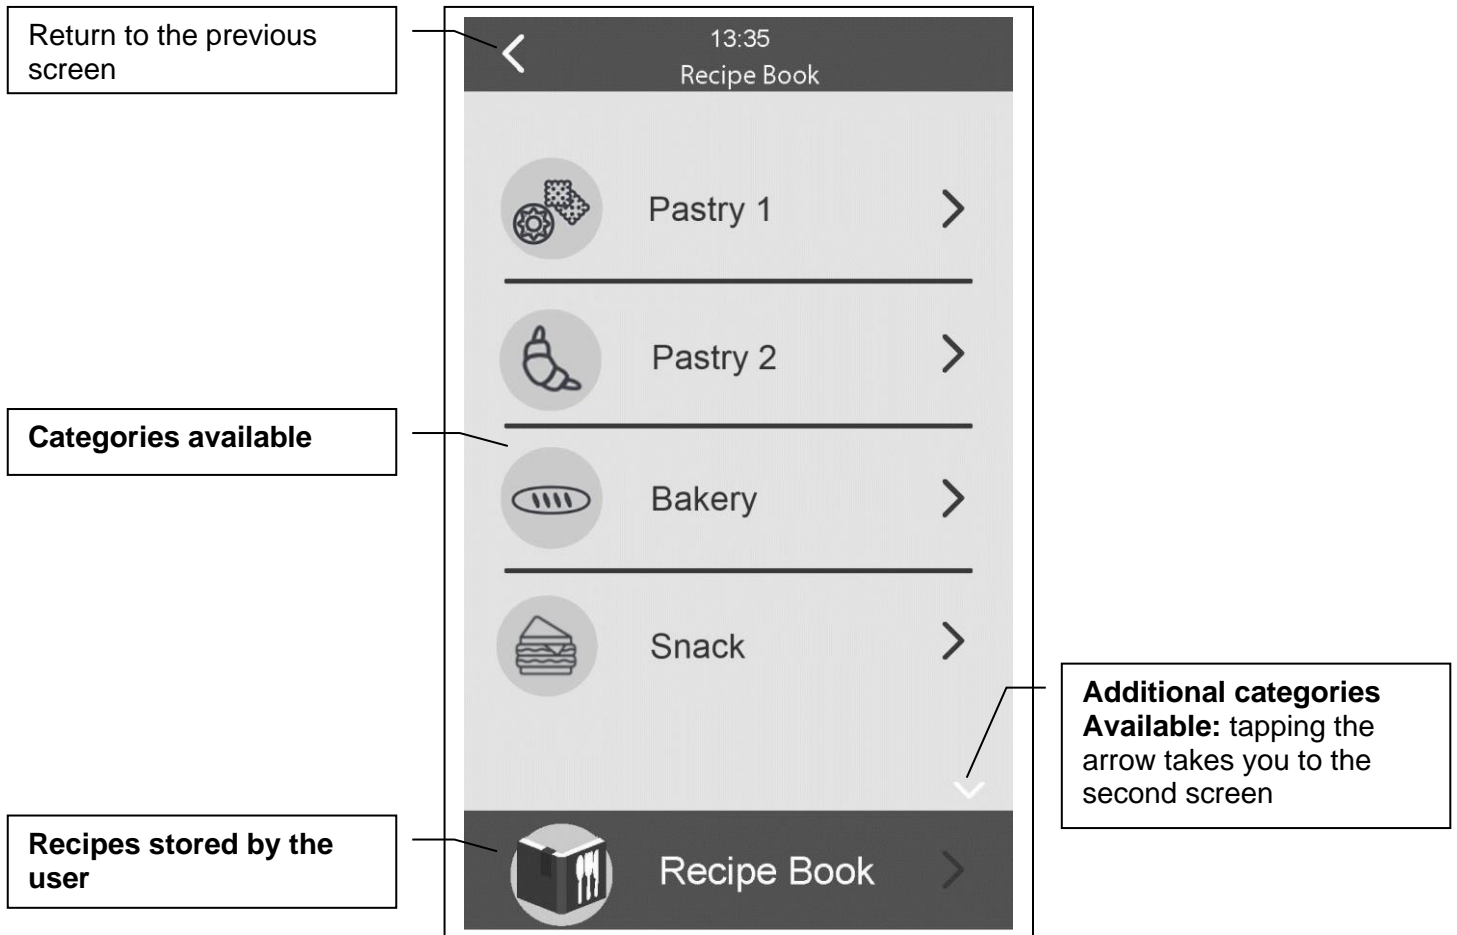 Return to the previous
screen
13:35
Recipe Book
Pastry 1
Pastry 2
Categories available
Bakery
Snack
Additional categories
Available: tapping the
arrow takes you to the
second screen
Recipes stored by the
user
Recipe Book